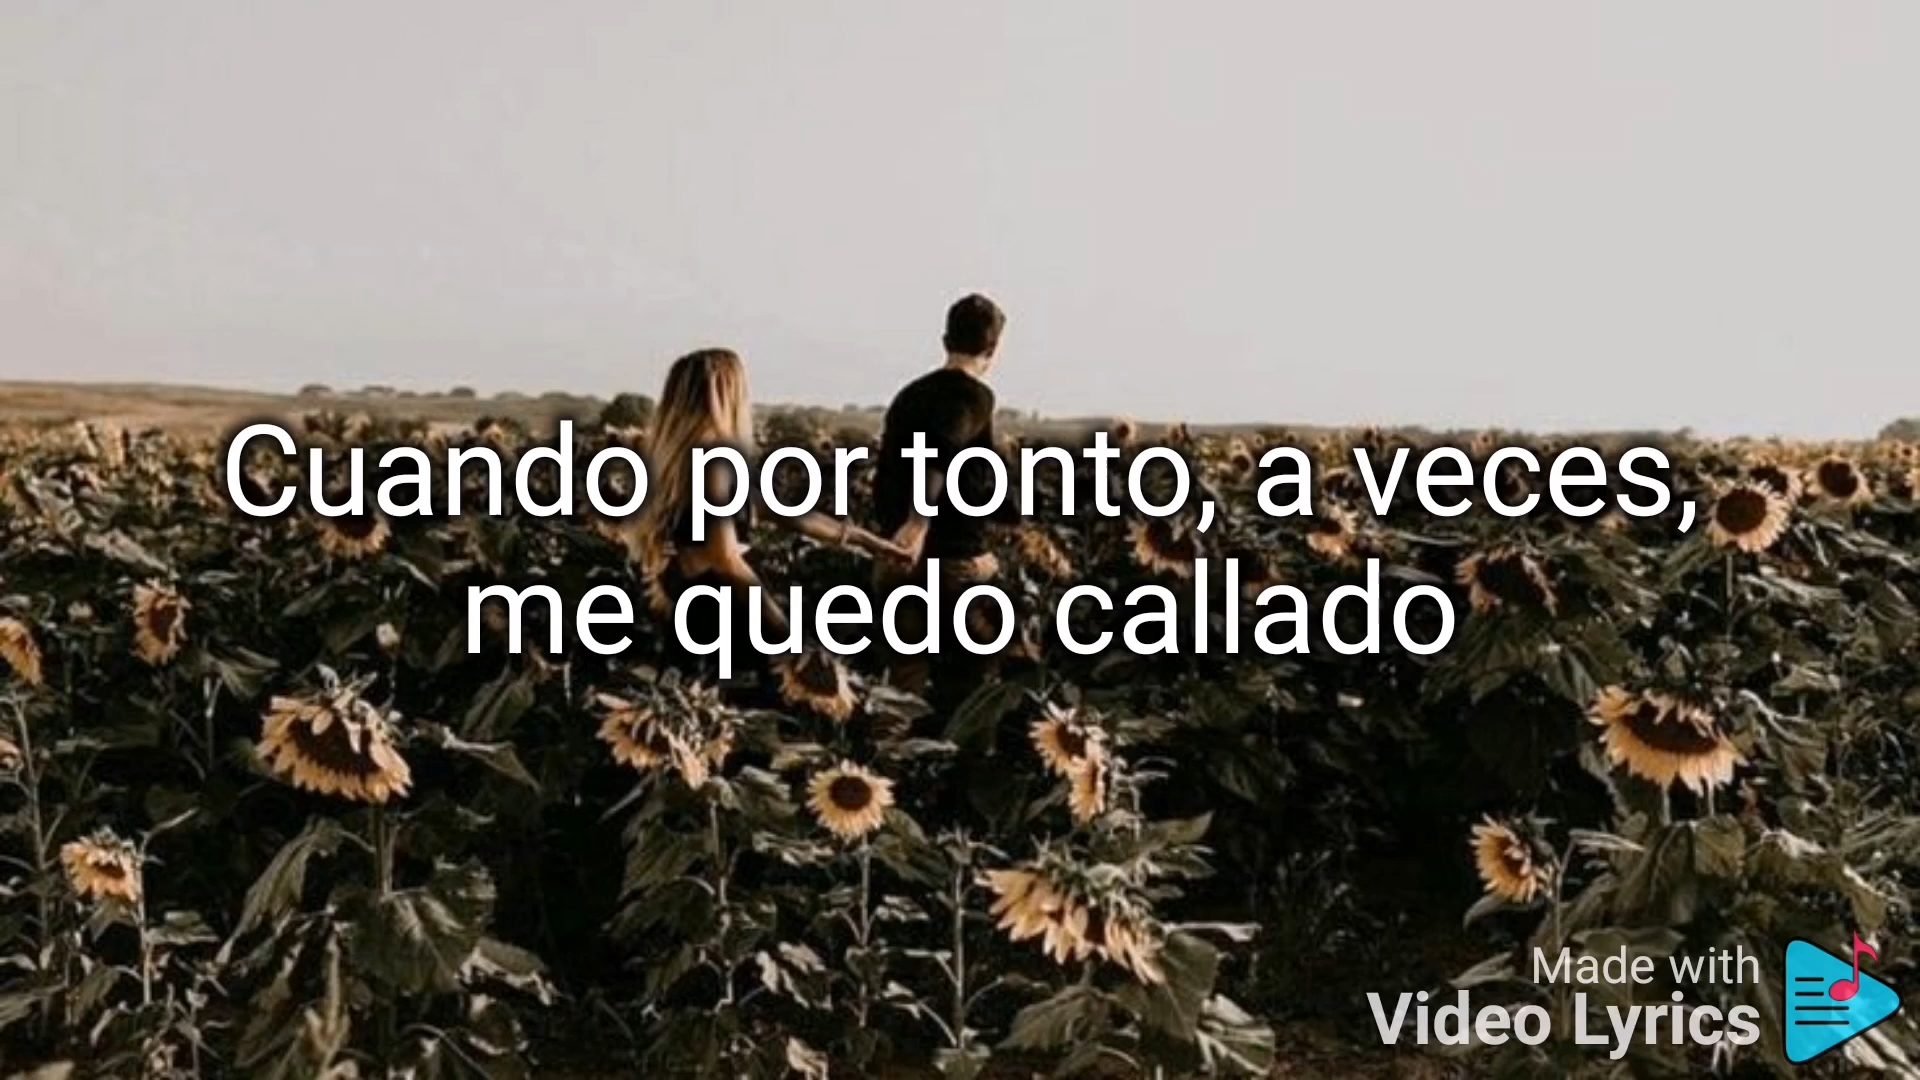 Cuando por tonto, a veces,
me quedo callado
Made with
Video Lyrics